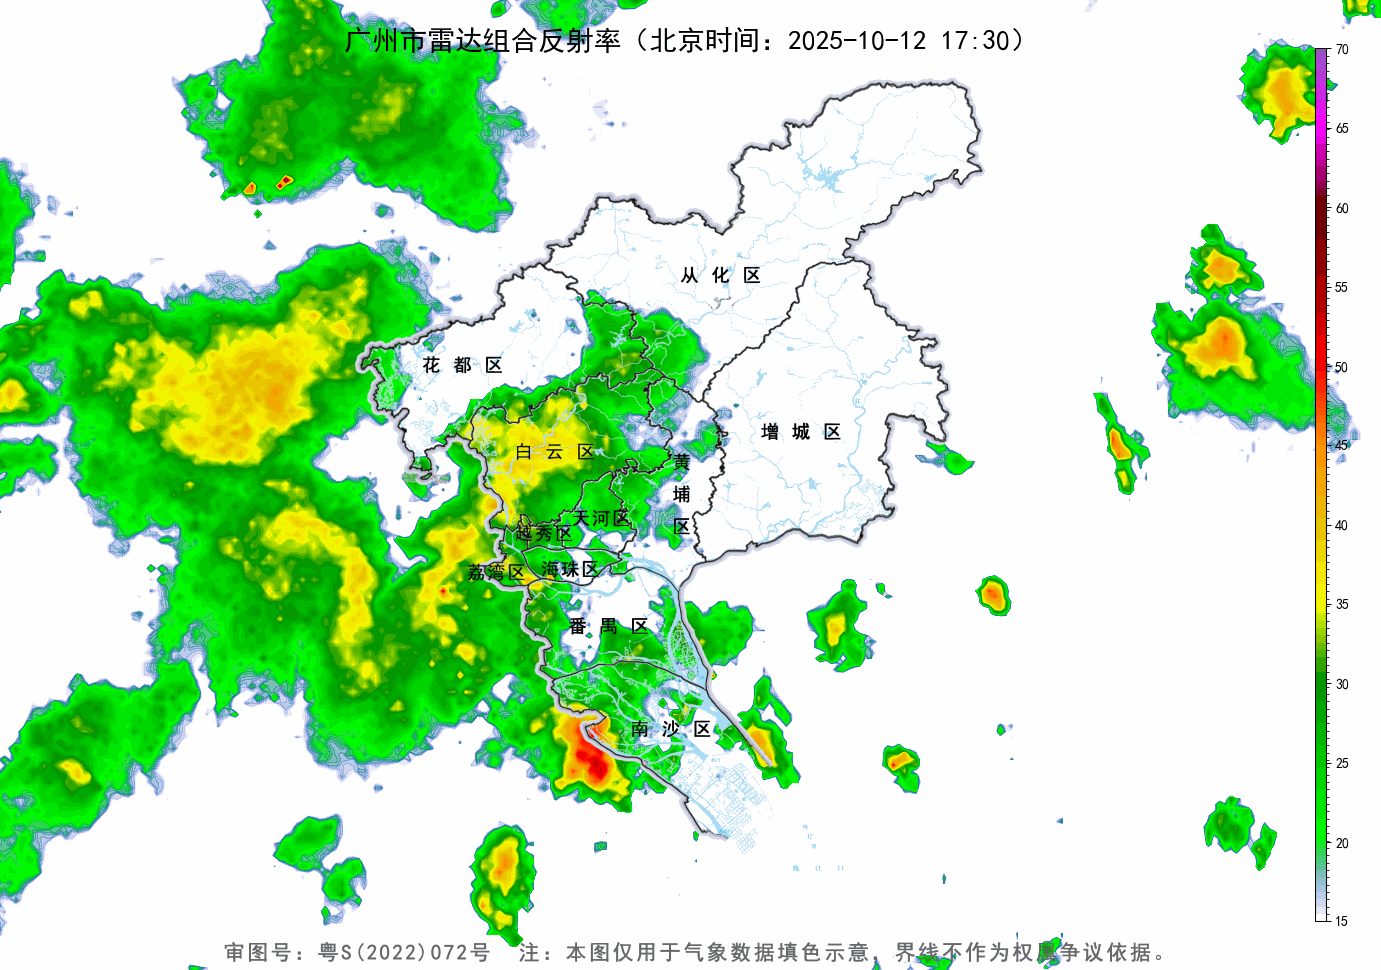 广州市雷达组合反射率（北京时间：2025-10-12 17:30）
70
65
60
55
50
45
40
35
30
25
20
15
从 化 区
花 都 区
增 城 区
白 云 区
黄
埔
区
天河区
越秀区
荔湾区
海珠区
番 禺 区
南 沙 区
审图号：粤S(2022)072号 注：本图仅用于气象数据填色示意，界线不作为权属争议依据。